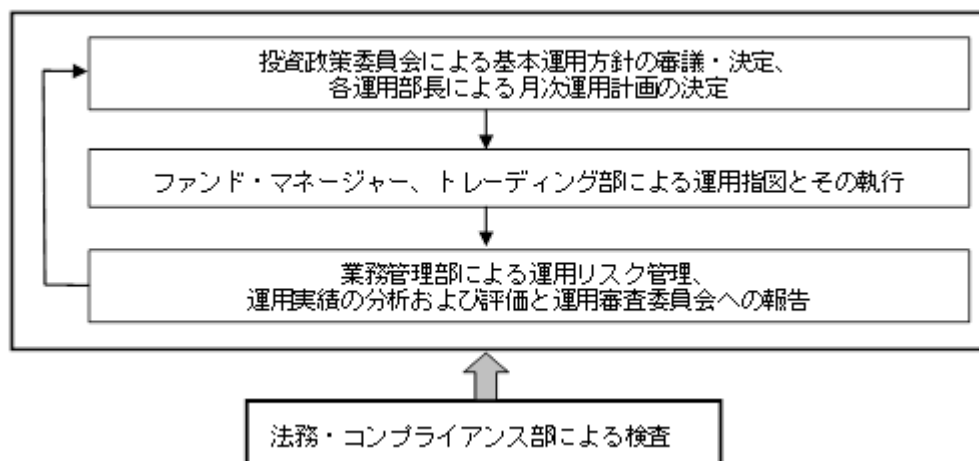 投資政策委員会による基本運用方針の審議・決定、
各運用部長による月次運用計画の決定
ファンド・マネージャー、トレーディング部による運用指図とその執行
業務管理部による運用リスク管理、
運用実績の分析および評価と運用審査委員会への報告
法務・コンプライアンス部による検査